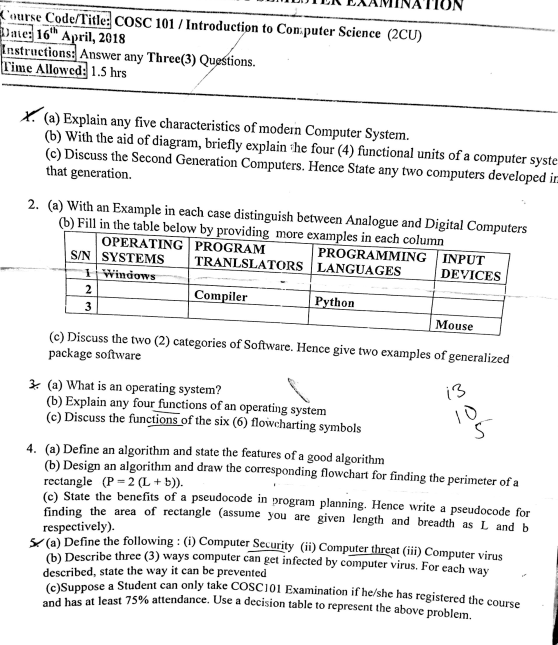 EXAMINATION
Course Code/Title: COSC 101 / Introduction to Computer Science (2CU)
Date: 16th April, 2018
Instructions: Answer any Three(3) Questions.
Time Allowed: 1.5 hrs
1. (a) Explain any five characteristics of modern Computer System.
(b) With the aid of diagram, briefly explain the four (4) functional units of a computer syste
(c) Discuss the Second Generation Computers. Hence State any two computers developed in
that generation.
2. (a) With an Example in each case distinguish between Analogue and Digital Computers
(b) Fill in the table below by providing more examples in each column
S/N OPERATING SYSTEMS PROGRAM TRANLSLATORS PROGRAMMING LANGUAGES INPUT DEVICES
1 Windows
2 Compiler Python
3 Mouse
(c) Discuss the two (2) categories of Software. Hence give two examples of generalized
package software
3. (a) What is an operating system?
(b) Explain any four functions of an operating system
(c) Discuss the functions of the six (6) flowcharting symbols
13
10
5
4. (a) Define an algorithm and state the features of a good algorithm
(b) Design an algorithm and draw the corresponding flowchart for finding the perimeter of a
rectangle (P = 2 (L + b)).
(c) State the benefits of a pseudocode in program planning. Hence write a pseudocode for
finding the area of rectangle (assume you are given length and breadth as L and b
respectively).
5. (a) Define the following : (i) Computer Security (ii) Computer threat (iii) Computer virus
(b) Describe three (3) ways computer can get infected by computer virus. For each way
described, state the way it can be prevented
(c)Suppose a Student can only take COSC101 Examination if he/she has registered the course
and has at least 75% attendance. Use a decision table to represent the above problem.